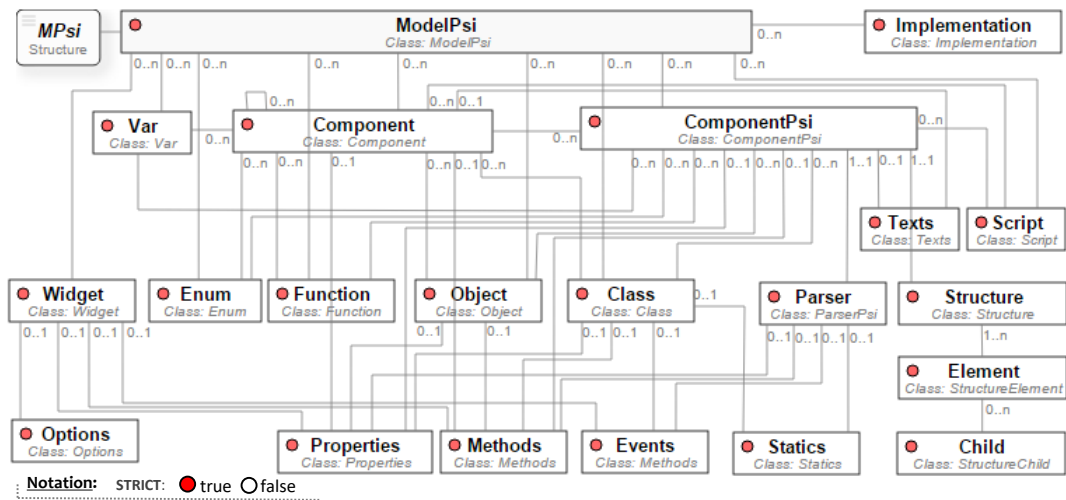 MPsi
Structure
ModelPsi
Class: ModelPsi
Implementation
Class: Implementation
0..n
0..n 0..n 0..n 0..n 0..n 0..n 0..n 0..n 0..n
0..n 0..n 0..1
Var
Class: Var
0..n
Component
Class: Component
0..n
ComponentPsi
Class: ComponentPsi
0..n
0..n 0..n 0..1 0..n 0..1 0..n
0..n 0..n 0..n 0..1 0..n 0..1 0..n 1..1 0..1 1..1
Texts
Class: Texts
Script
Class: Script
Widget
Class: Widget
Enum
Class: Enum
Function
Class: Function
Object
Class: Object
Class
Class: Class
0..1
Parser
Class: ParserPsi
Structure
Class: Structure
0..1 0..1 0..1 0..1
0..1 0..1
0..1 0..1 0..1
0..1 0..1 0..1 0..1
1..n
Element
Class: StructureElement
0..n
Options
Class: Options
Properties
Class: Properties
Methods
Class: Methods
Events
Class: Methods
Statics
Class: Statics
Child
Class: StructureChild
Notation: STRICT: true false